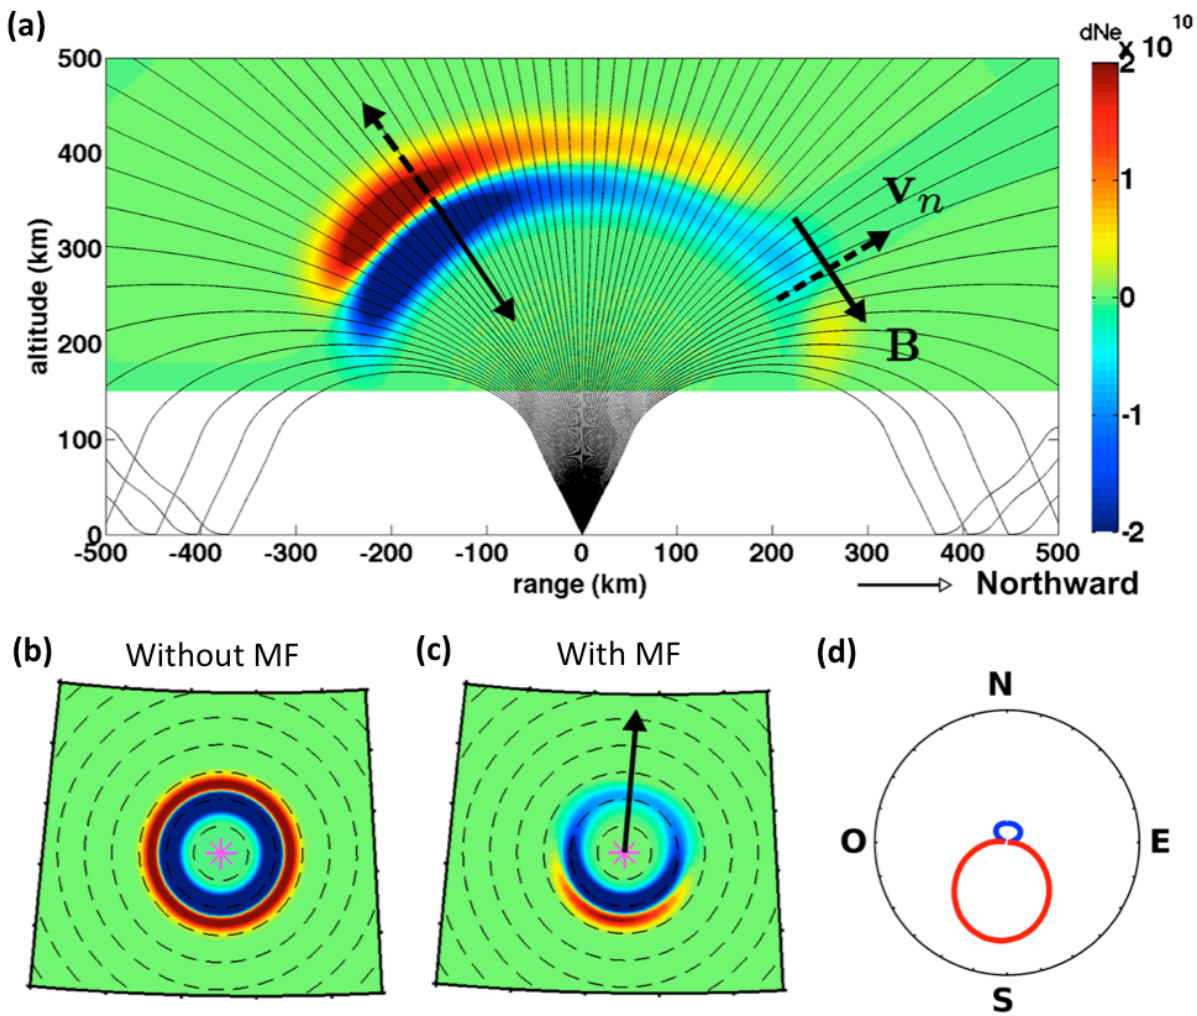 (a)
dNe
x 10
10
500
400
300
200
100
0
altitude (km)
v n
B
2
1
0
-1
-2
-500 -400 -300 -200 -100 0 100 200 300 400 500
range (km)
Northward
(b) Without MF
(c) With MF
(d)
N
O
E
S